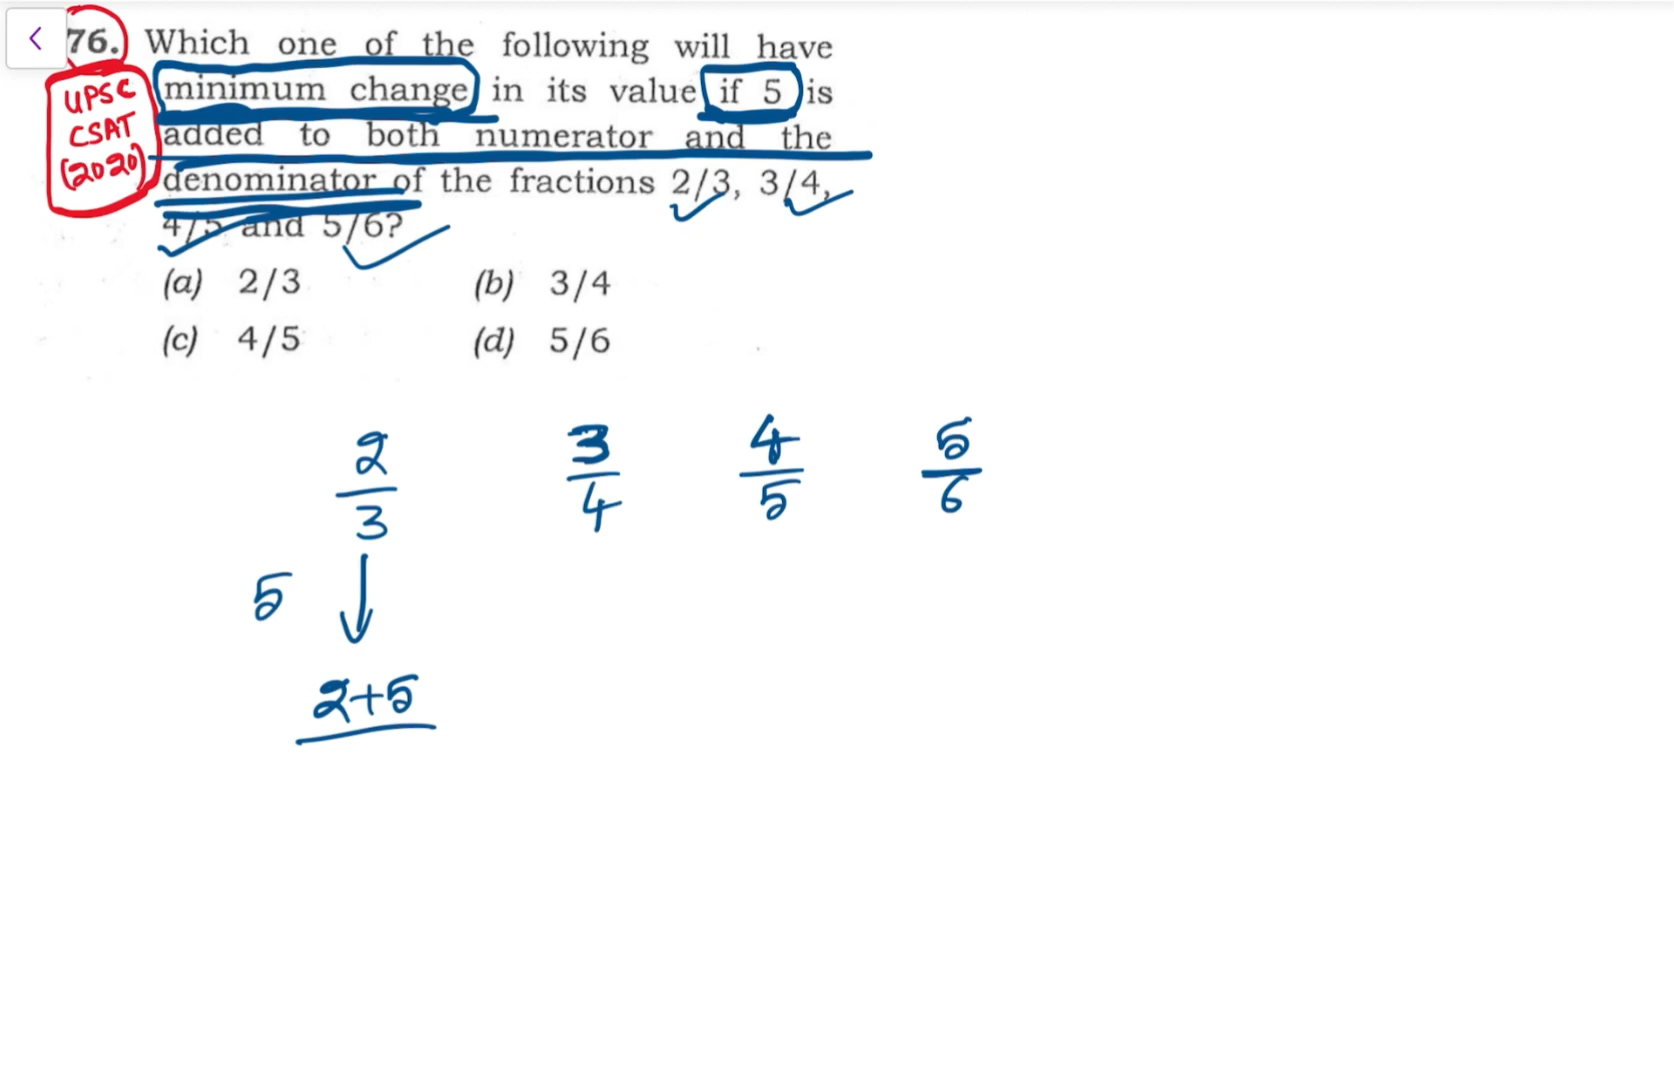 76. Which one of the following will have
minimum change in its value if 5 is
added to both numerator and the
denominator of the fractions 2/3, 3/4,
4/5 and 5/6?
(a) 2/3 (b) 3/4
(c) 4/5 (d) 5/6
UPSC
CSAT
(2020)
2 3 4 5
3 4 5 6
5
2+5